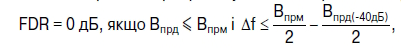 FDR = 0 дБ, якщо Bпрд ⩽ Bпрм і Δf ≤ Bпрм/2 − Bпрд(-40дБ)/2,